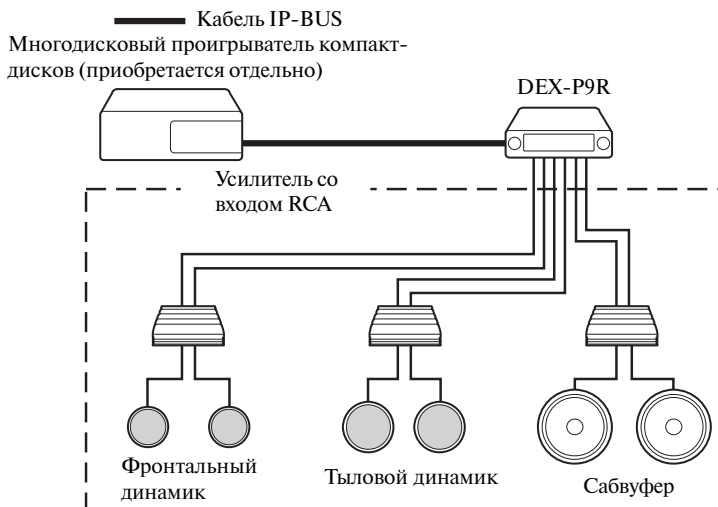 Кабель IP-BUS
Многодисковый проигрыватель компакт-
дисков (приобретается отдельно)
DEX-P9R
Усилитель со
входом RCA
Фронтальный
динамик
Тыловой динамик
Сабвуфер